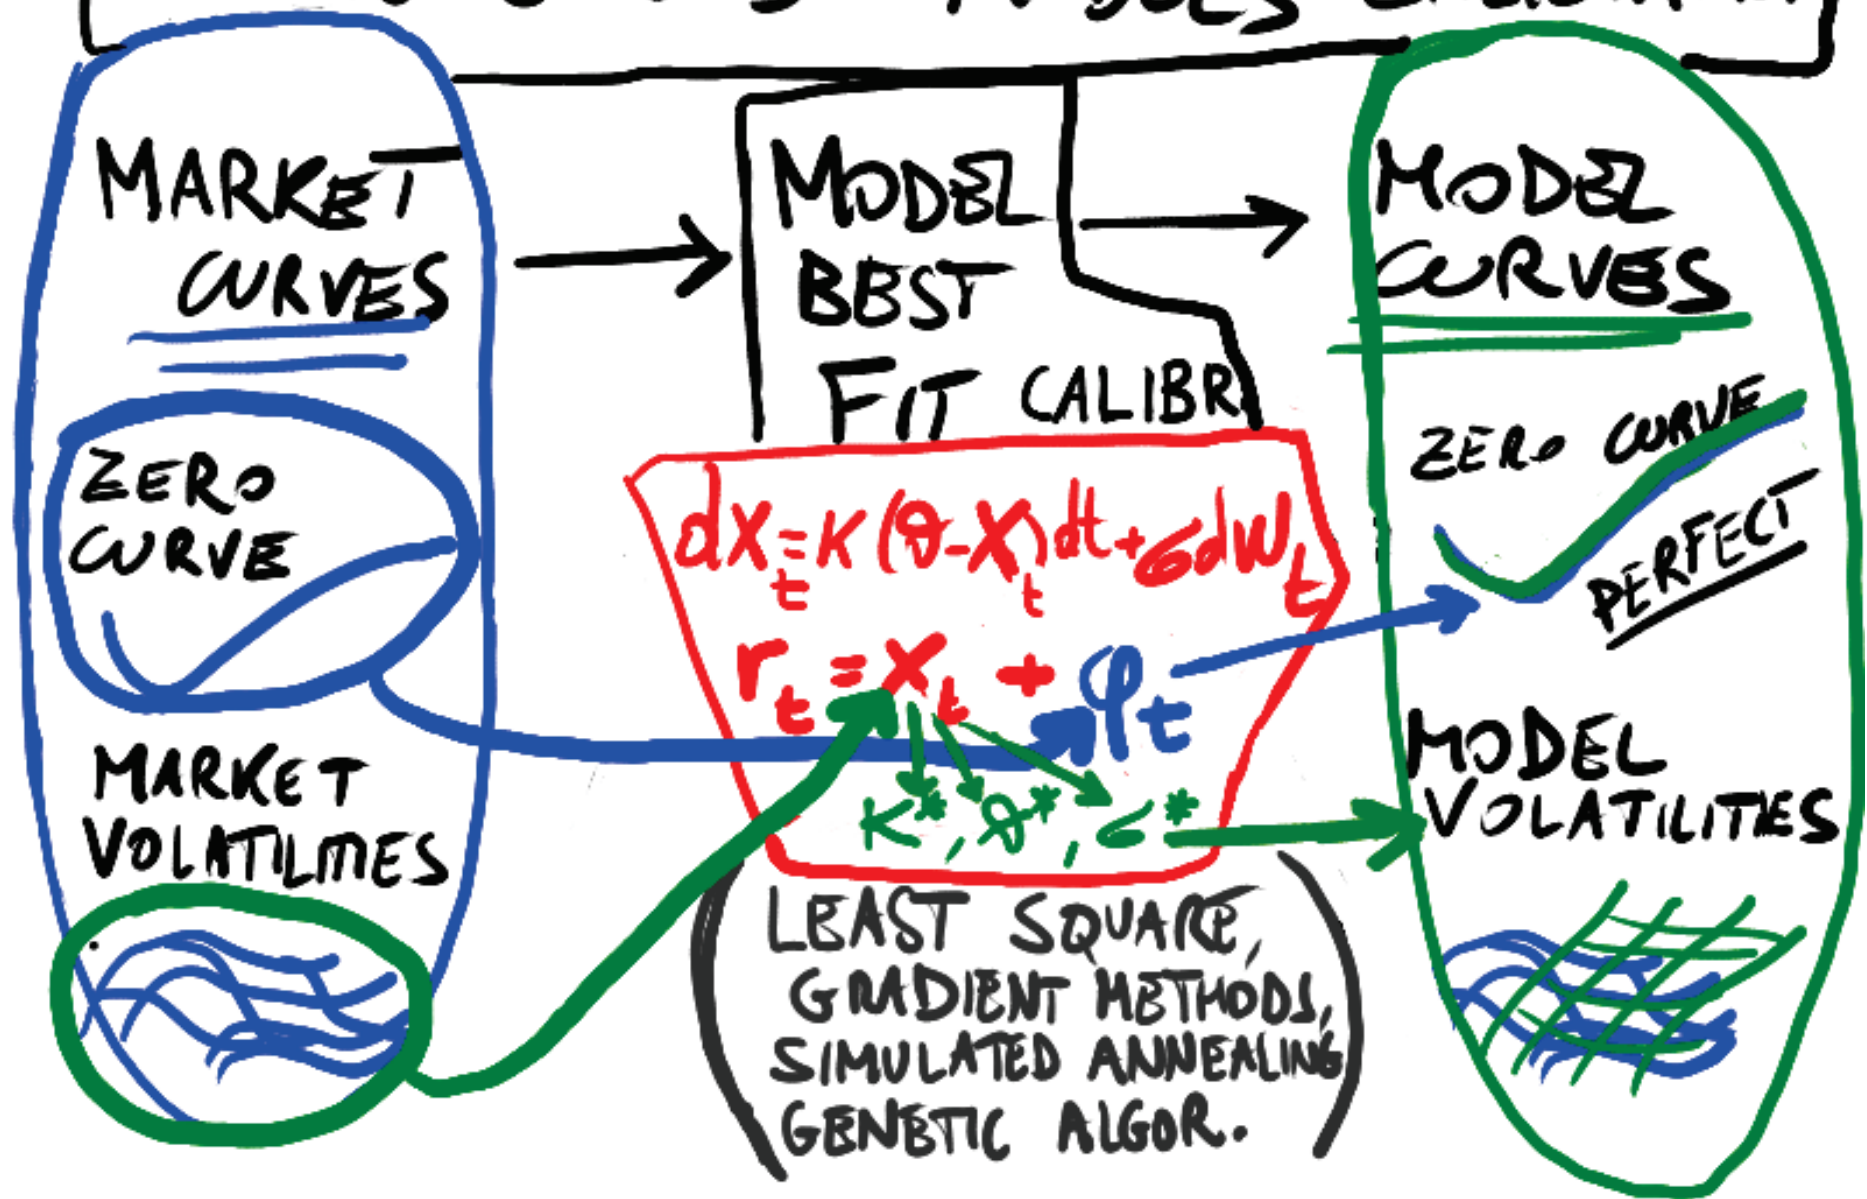 MARKET
CURVES
ZERO
CURVE
MARKET
VOLATILITIES
MODEL
BEST
FIT CALIBR.
dx_t = K (θ - X_t) dt + σ dW_t
r_t = x_t + φ_t
K*, θ*, σ*
LEAST SQUARE,
GRADIENT METHODS,
SIMULATED ANNEALING
GENETIC ALGOR.
MODEL
CURVES
ZERO CURVE
PERFECT
MODEL
VOLATILITIES